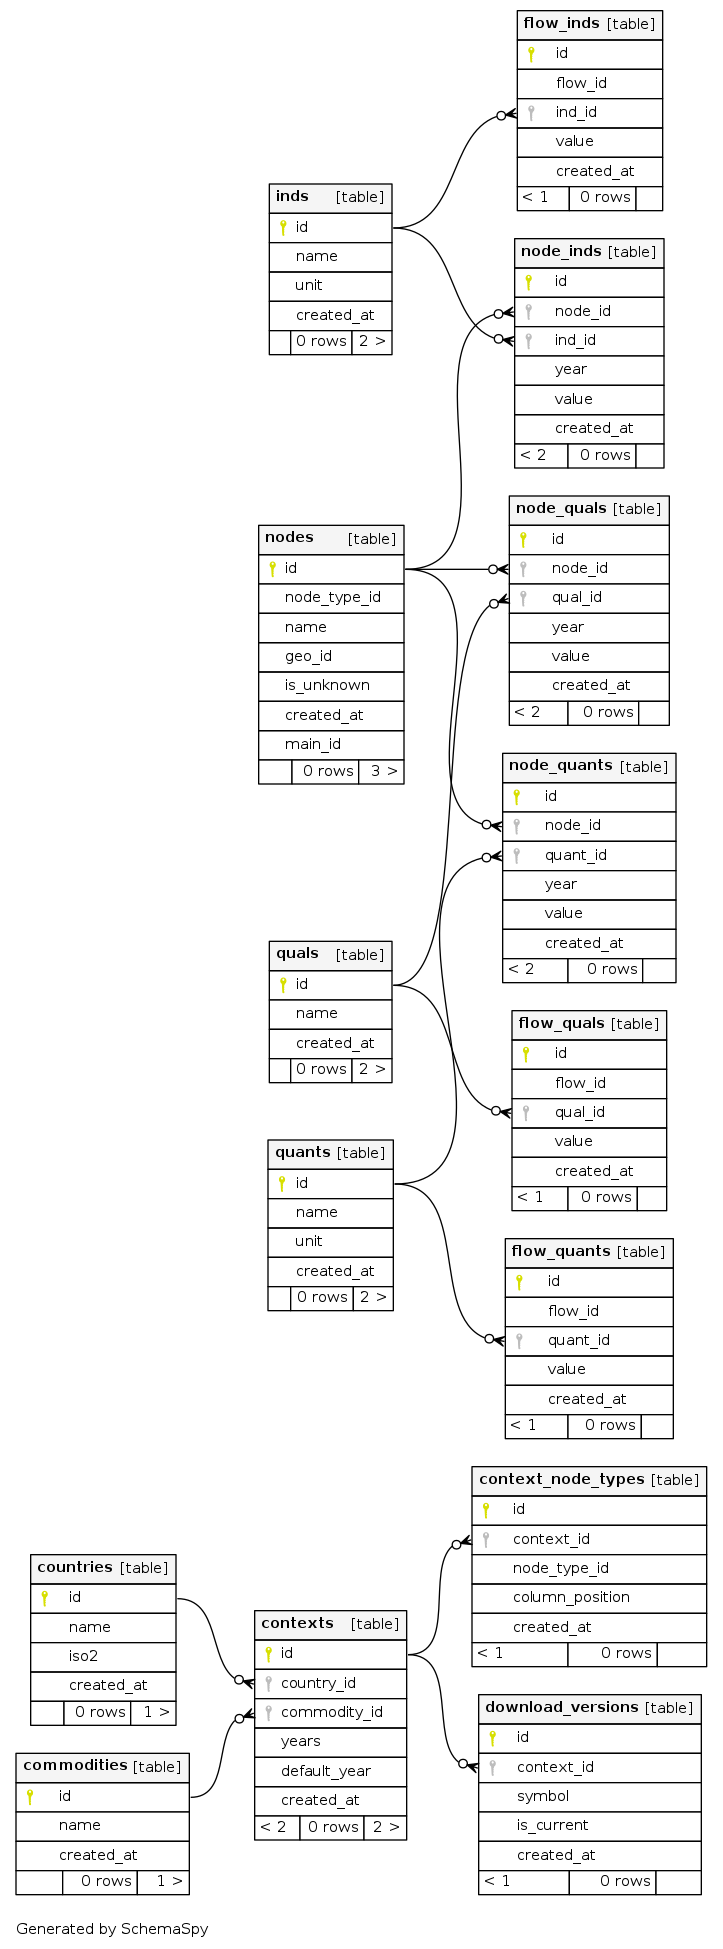 flow_inds [table]
id
flow_id
ind_id
value
created_at
< 1 0 rows
inds [table]
id
name
unit
created_at
0 rows 2 >
node_inds [table]
id
node_id
ind_id
year
value
created_at
< 2 0 rows
node_quals [table]
id
node_id
qual_id
year
value
created_at
< 2 0 rows
nodes [table]
id
node_type_id
name
geo_id
is_unknown
created_at
main_id
0 rows 3 >
node_quants [table]
id
node_id
quant_id
year
value
created_at
< 2 0 rows
quals [table]
id
name
created_at
0 rows 2 >
flow_quals [table]
id
flow_id
qual_id
value
created_at
< 1 0 rows
quants [table]
id
name
unit
created_at
0 rows 2 >
flow_quants [table]
id
flow_id
quant_id
value
created_at
< 1 0 rows
context_node_types [table]
id
context_id
node_type_id
column_position
created_at
< 1 0 rows
countries [table]
id
name
iso2
created_at
0 rows 1 >
contexts [table]
id
country_id
commodity_id
years
default_year
created_at
< 2 0 rows 2 >
download_versions [table]
id
context_id
symbol
is_current
created_at
< 1 0 rows
commodities [table]
id
name
created_at
0 rows 1 >
Generated by SchemaSpy